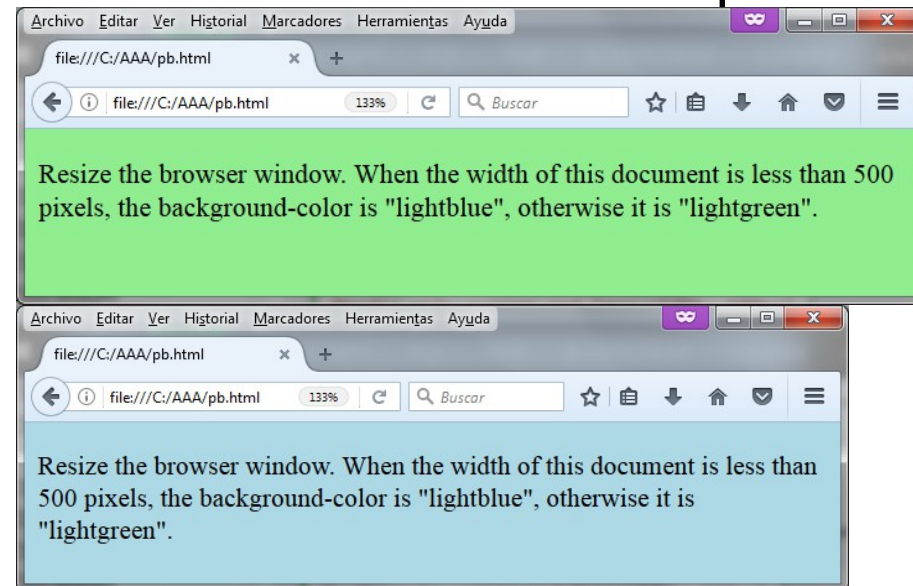 Archivo Editar Ver Historial Marcadores Herramientas Ayuda
file:///C:/AAA/pb.html
file:///C:/AAA/pb.html 133% Buscar
Resize the browser window. When the width of this document is less than 500
pixels, the background-color is "lightblue", otherwise it is "lightgreen".
Archivo Editar Ver Historial Marcadores Herramientas Ayuda
file:///C:/AAA/pb.html
file:///C:/AAA/pb.html 133% Buscar
Resize the browser window. When the width of this document is less than
500 pixels, the background-color is "lightblue", otherwise it is
"lightgreen".